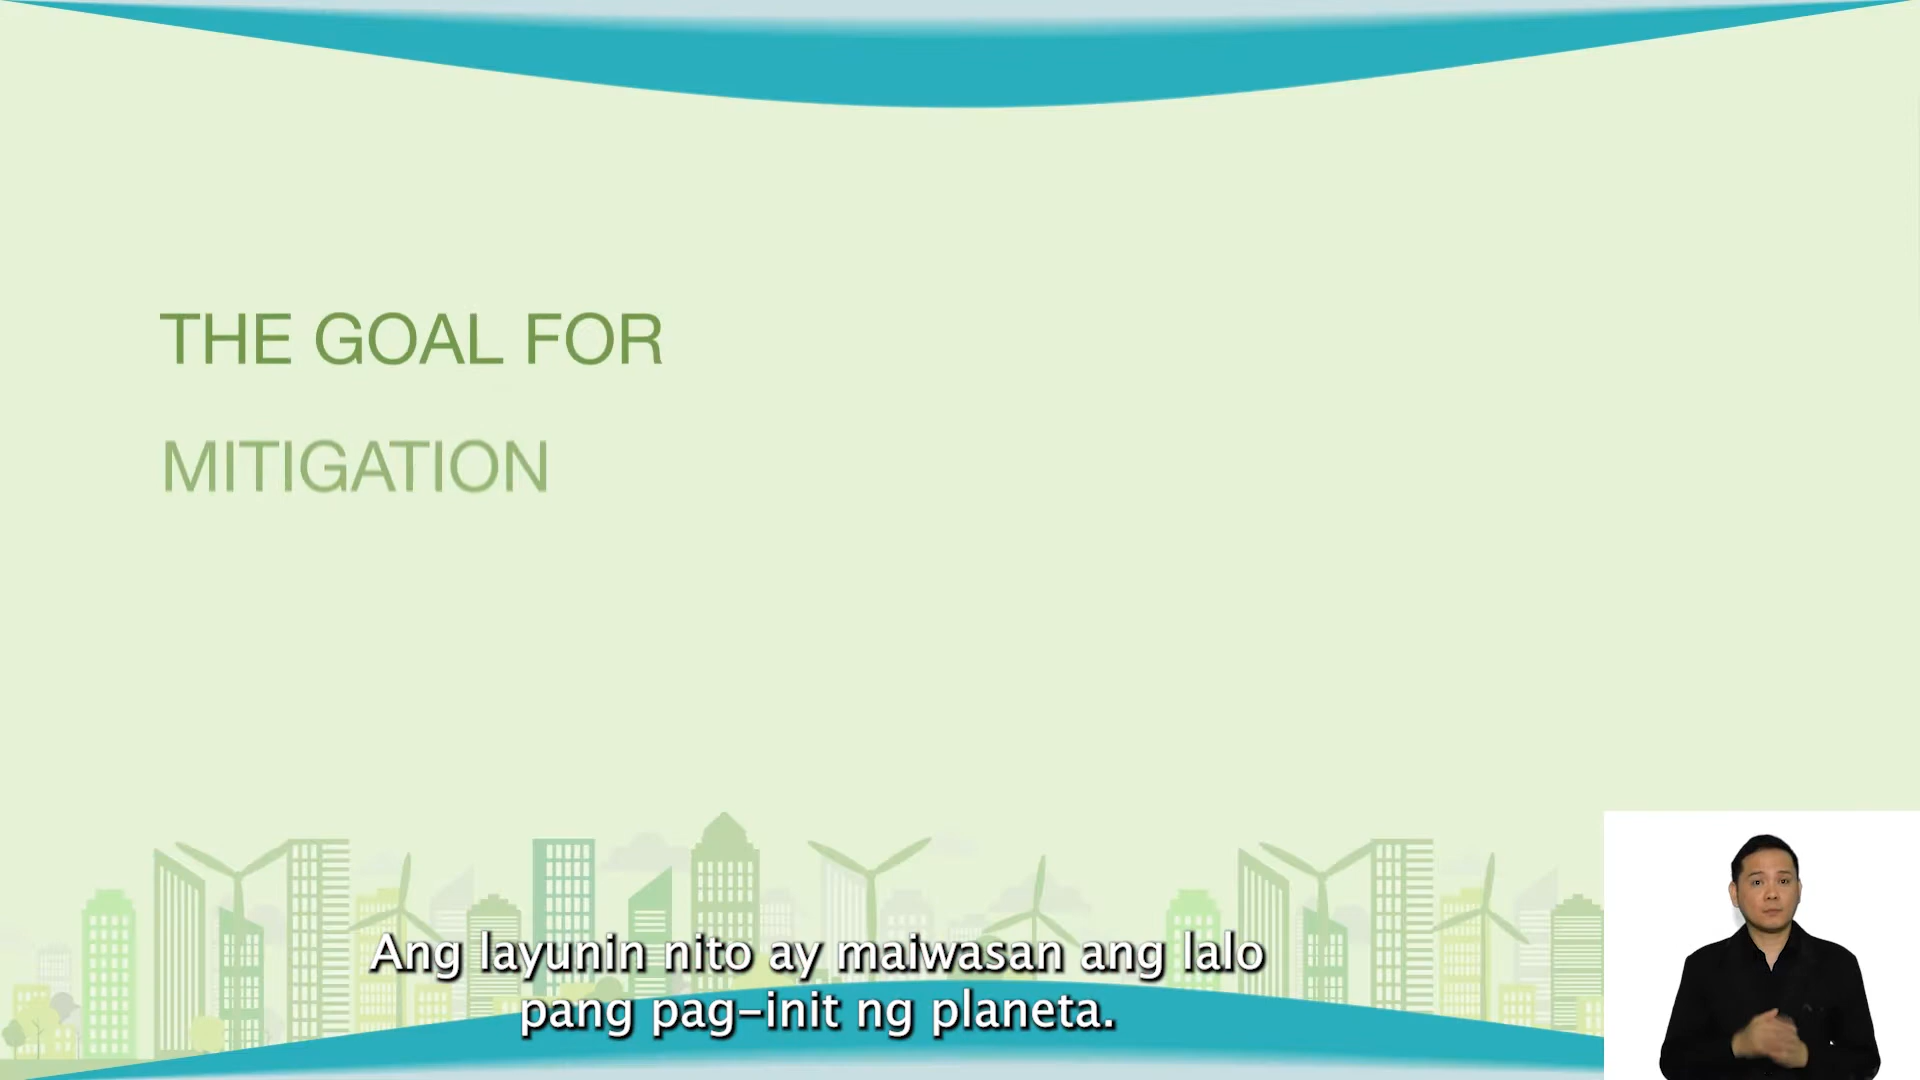 THE GOAL FOR
MITIGATION
Ang layunin nito ay maiwasan ang lalo
pang pag-init ng planeta.